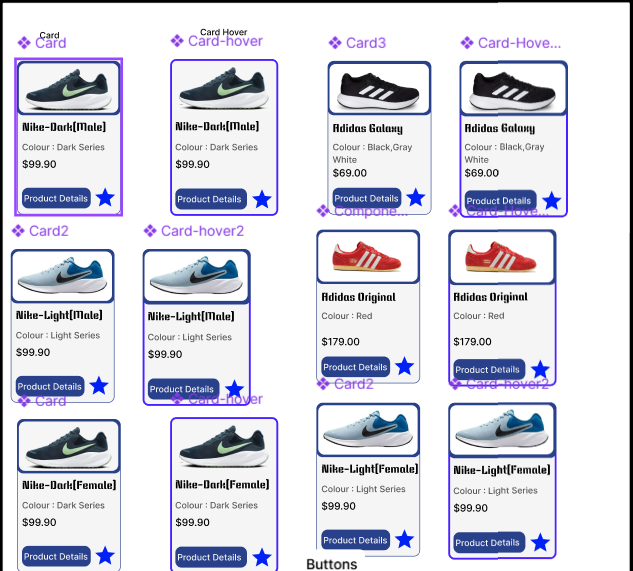 Card
Card Hover
Card
Card-hover
Card3
Card-Hove...
Nike-Dark(Male)
Colour : Dark Series
$99.90
Product Details
Nike-Dark(Male)
Colour : Dark Series
$99.90
Product Details
Adidas Galaxy
Colour : Black,Gray
White
$69.00
Product Details
Adidas Galaxy
Colour : Black,Gray
White
$69.00
Product Details
Card2
Card-hover2
Compone...
Card-Hove...
Nike-Light(Male)
Colour : Light Series
$99.90
Product Details
Nike-Light(Male)
Colour : Light Series
$99.90
Product Details
Adidas Original
Colour : Red
$179.00
Product Details
Adidas Original
Colour : Red
$179.00
Product Details
Card
Card-hover
Card2
Card-hover2
Nike-Dark(Female)
Colour : Dark Series
$99.90
Product Details
Nike-Dark(Female)
Colour : Dark Series
$99.90
Product Details
Nike-Light(Female)
Colour : Light Series
$99.90
Product Details
Nike-Light(Female)
Colour : Light Series
$99.90
Product Details
Buttons